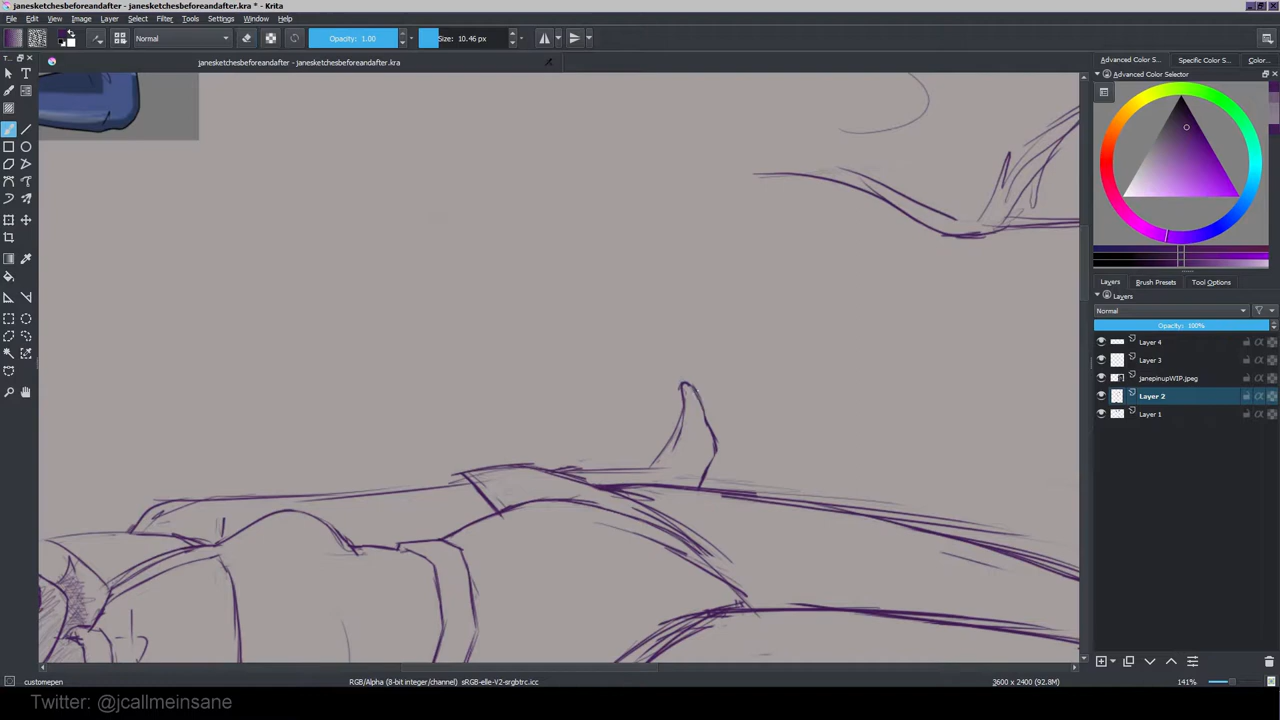 janesketchesbeforeandafter.kra * - Krita
File Edit View Image Layer Select Filter Tools Settings Window Help
Normal
Opacity: 1.00
Size: 10.46 px
janesketchesbeforeandafter - janesketchesbeforeandafter.kra
T...
Advanced Color S...
Specific Color S...
Color...
Advanced Color Selector
Layers
Brush Presets
Tool Options
Layers
Normal
Opacity: 100%
Layer 4
Layer 3
janepinupWIP.jpeg
Layer 2
Layer 1
customepen
RGB/Alpha (8-bit integer/channel) sRGB-elle-V2-srgbtrc.icc
3600 x 2400 (92.8M)
141%
Twitter: @jcallmeinsane